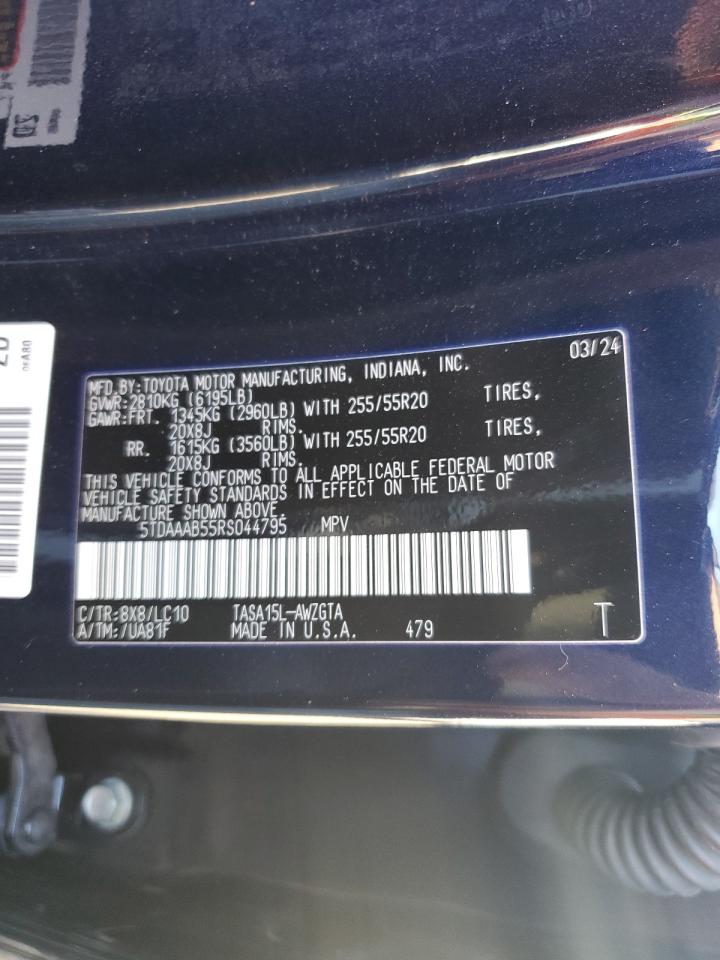 03/24
MFD.BY:TOYOTA MOTOR MANUFACTURING, INDIANA, INC.
GVWR:2810KG (6195LB)
GAWR:FRT. 1345KG (2960LB) WITH 255/55R20 TIRES,
20X8J RIMS.
RR. 1615KG (3560LB) WITH 255/55R20 TIRES,
20X8J RIMS.
THIS VEHICLE CONFORMS TO ALL APPLICABLE FEDERAL MOTOR
VEHICLE SAFETY STANDARDS IN EFFECT ON THE DATE OF
MANUFACTURE SHOWN ABOVE.
5TDAAAB55RS044795 MPV
C/TR:8X8/LC10 TASA15L-AWZGTA
A/TM:/UA81F MADE IN U.S.A. 479 T